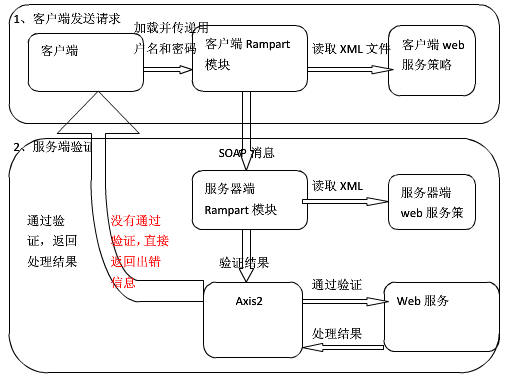 1、客户端发送请求
客户端
加载并传递用
户名和密码
客户端 Rampart
模块
读取 XML 文件
客户端 web
服务策略
2、服务端验证
SOAP 消息
服务器端
Rampart 模块
读取 XML
服务器端
web 服务策
通过验
证，返回
处理结果
没有通过
验证，直接
返回出错
信息
验证结果
Axis2
通过验证
Web 服务
处理结果